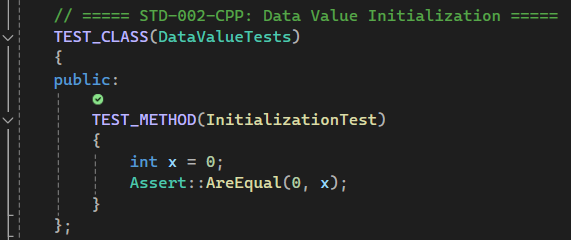 // ===== STD-002-CPP: Data Value Initialization =====
TEST_CLASS(DataValueTests)
{
public:
TEST_METHOD(InitializationTest)
{
int x = 0;
Assert::AreEqual(0, x);
}
};